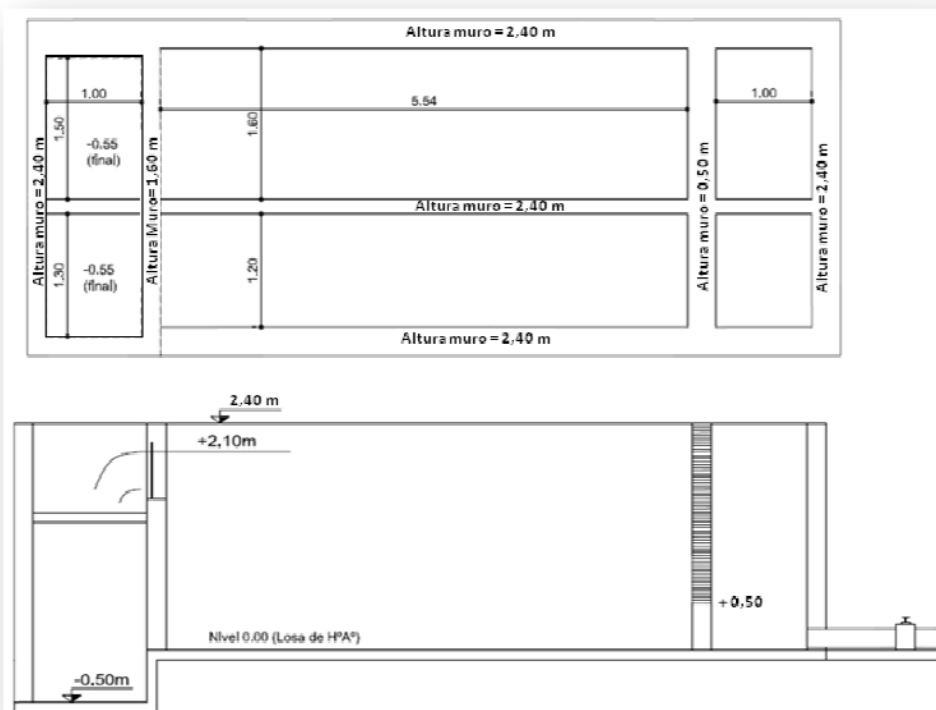 Altura muro = 2,40 m
1.00
5.54
1.00
1.50
1.60
-0.55
(final)
Altura muro = 2,40 m
Altura Muro= 1,60 m
Altura muro = 0,50 m
Altura muro = 2,40 m
Altura muro = 2,40 m
1.30
-0.55
(final)
1.20
Altura muro = 2,40 m
2,40 m
+2,10m
+0,50
Nivel 0.00 (Losa de HºAº)
-0.50m